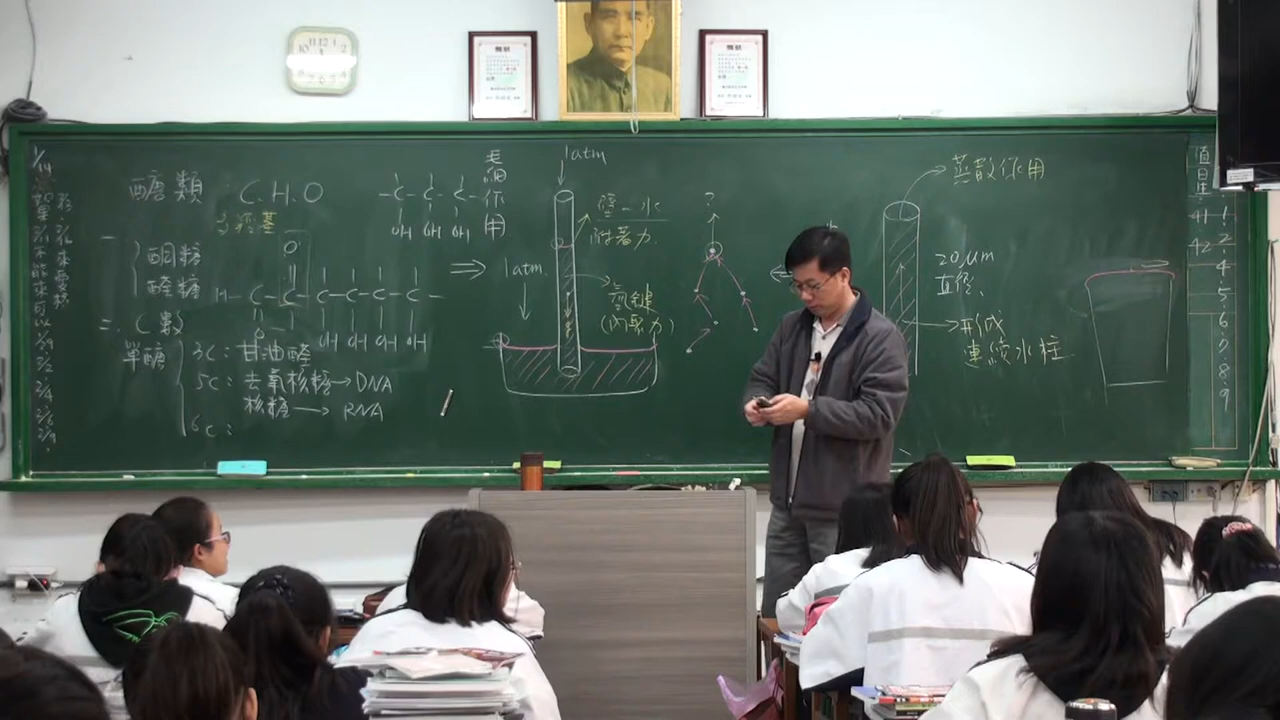 1/14
醣類：C.H.O
多羥基
一
酮糖
醛糖
二. C數
單醣
3C：甘油醛
5C：去氧核糖→DNA
核糖→RNA
6C：
-C-C-C-
OH OH OH
O
H-C-C-C-C-C-
OH OH OH OH
毛細作用
1atm
1atm
壁-水
附著力
氫鍵
(內聚力)
?
蒸散作用
20μm
直徑
形成
連續水柱
值日生
41
42
1
2
4
5
6
7
8
9